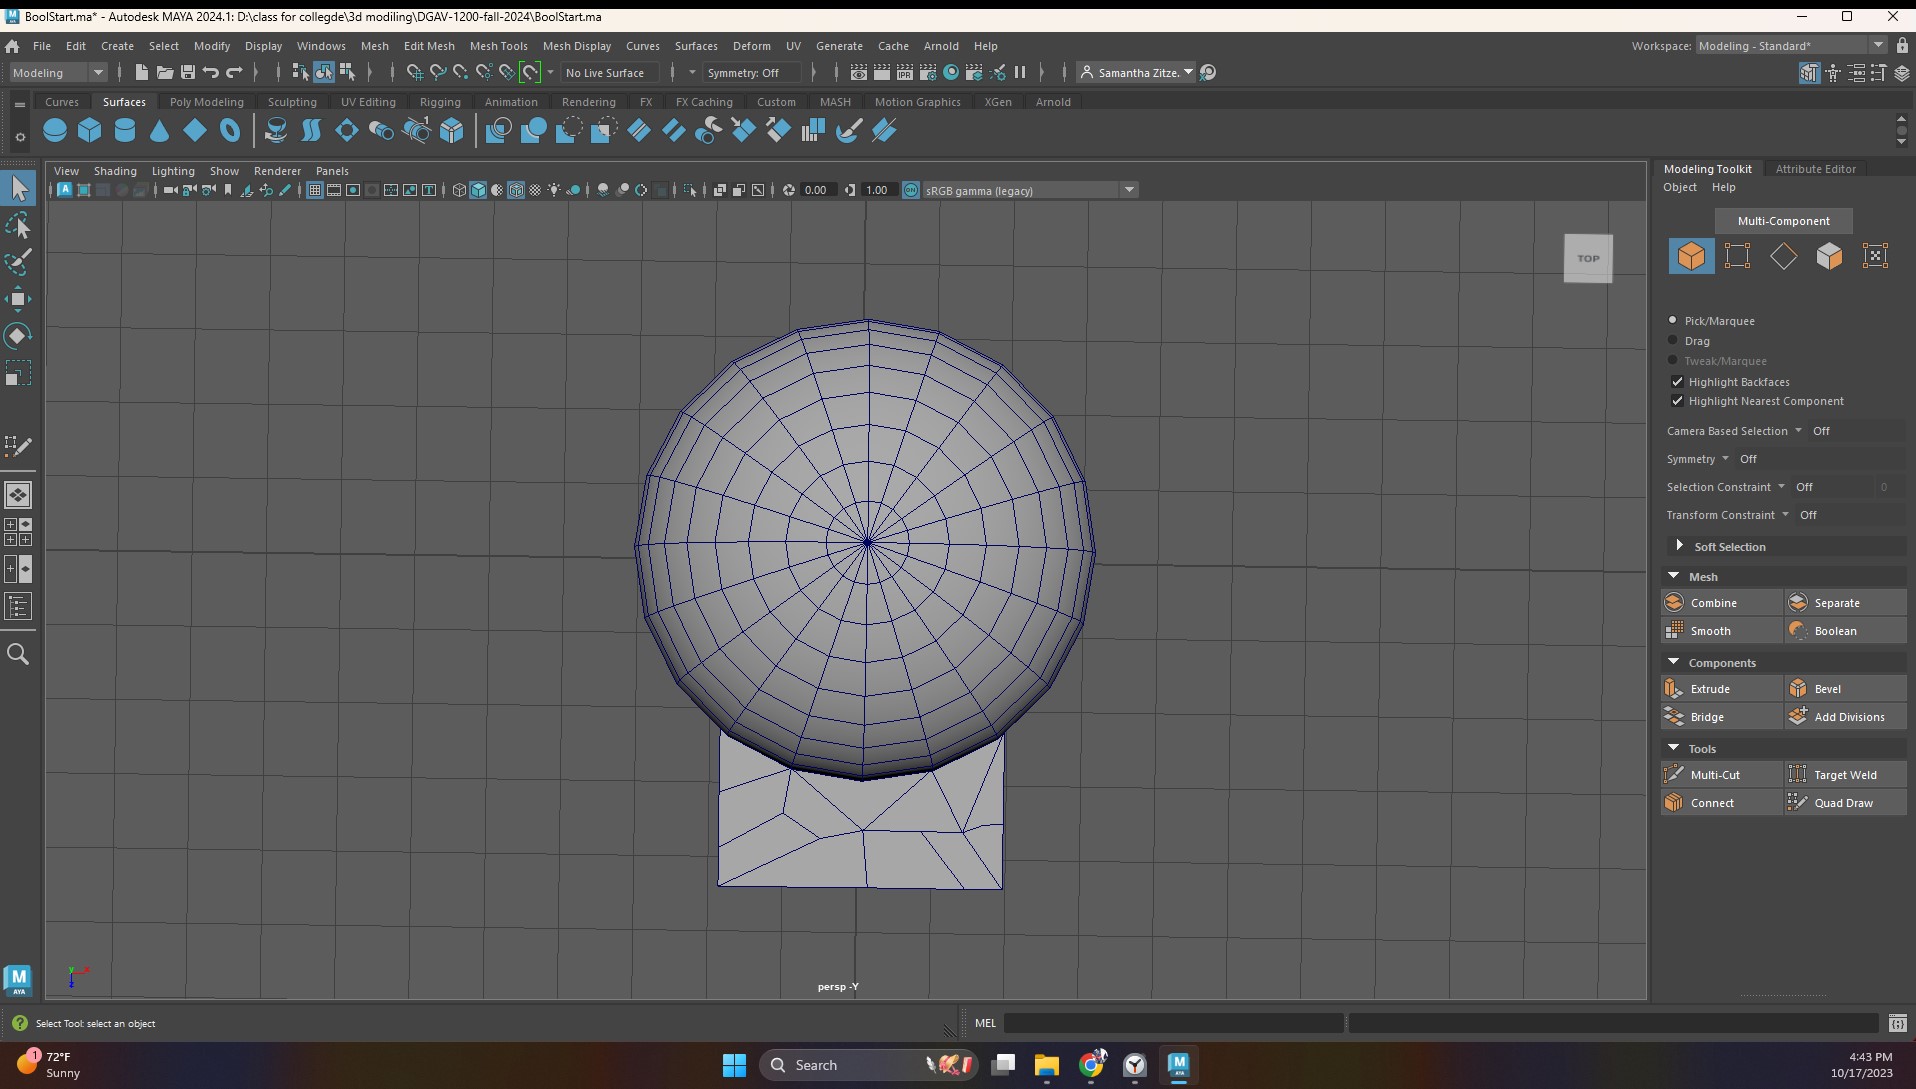 BoolStart.ma* - Autodesk MAYA 2024.1: D:\class for collegde\3d modiling\DGAV-1200-fall-2024\BoolStart.ma
File Edit Create Select Modify Display Windows Mesh Edit Mesh Mesh Tools Mesh Display Curves Surfaces Deform UV Generate Cache Arnold Help
Workspace: Modeling - Standard*
Modeling
No Live Surface
Symmetry: Off
IPR
Samantha Zitze.
Curves Surfaces Poly Modeling Sculpting UV Editing Rigging Animation Rendering FX FX Caching Custom MASH Motion Graphics XGen Arnold
View Shading Lighting Show Renderer Panels
0.00
1.00
ON
sRGB gamma (legacy)
TOP
persp -Y
Y
X
Z
Modeling Toolkit Attribute Editor
Object Help
Multi-Component
Pick/Marquee
Drag
Tweak/Marquee
Highlight Backfaces
Highlight Nearest Component
Camera Based Selection Off
Symmetry Off
Selection Constraint Off 0
Transform Constraint Off
Soft Selection
Mesh
Combine Separate
Smooth Boolean
Components
Extrude Bevel
Bridge Add Divisions
Tools
Multi-Cut Target Weld
Connect Quad Draw
M
AYA
Select Tool: select an object
MEL
1
72°F
Sunny
Search
M
AYA
4:43 PM
10/17/2023